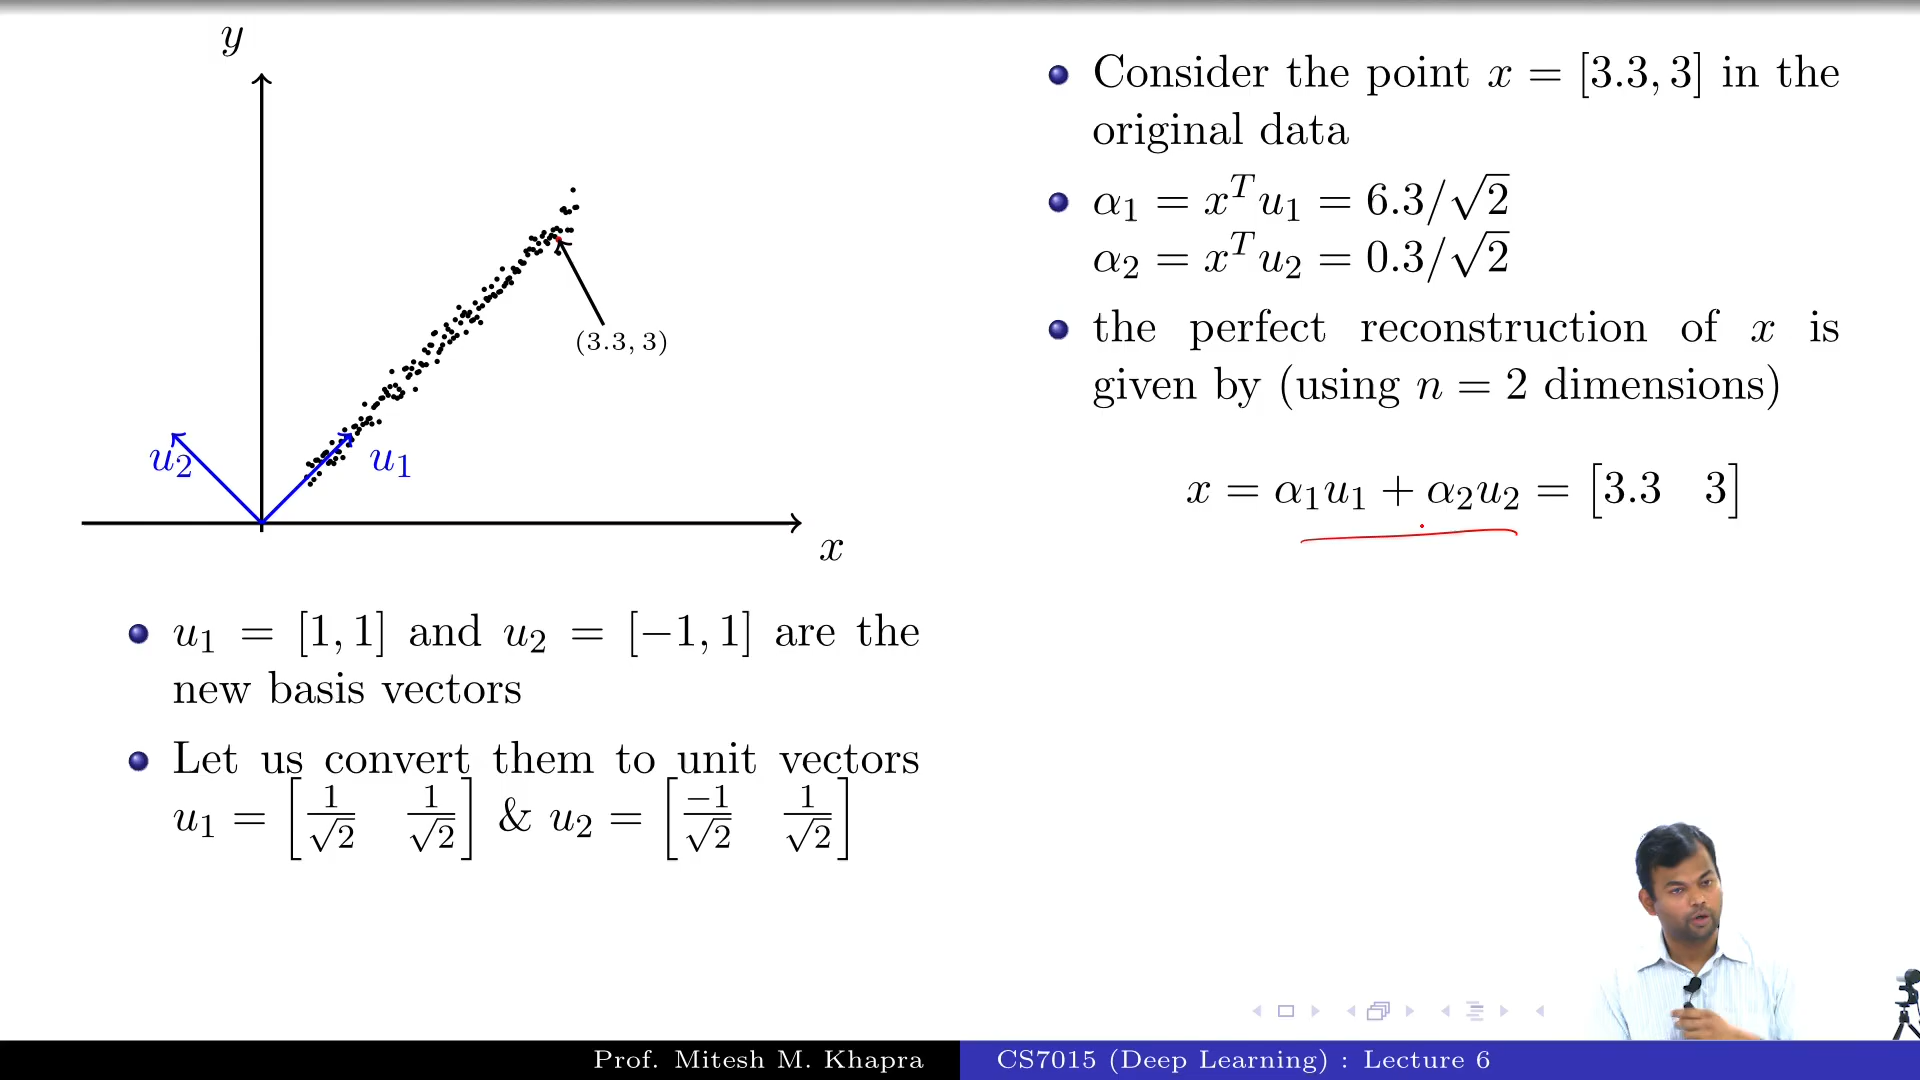 y
u₂
u₁
(3.3, 3)
x
u₁ = [1, 1] and u₂ = [−1, 1] are the
new basis vectors
Let us convert them to unit vectors
u₁ = [1/√2 1/√2] & u₂ = [−1/√2 1/√2]
Consider the point x = [3.3, 3] in the
original data
α₁ = xᵀu₁ = 6.3/√2
α₂ = xᵀu₂ = 0.3/√2
the perfect reconstruction of x is
given by (using n = 2 dimensions)
x = α₁u₁ + α₂u₂ = [3.3 3]
Prof. Mitesh M. Khapra
CS7015 (Deep Learning) : Lecture 6